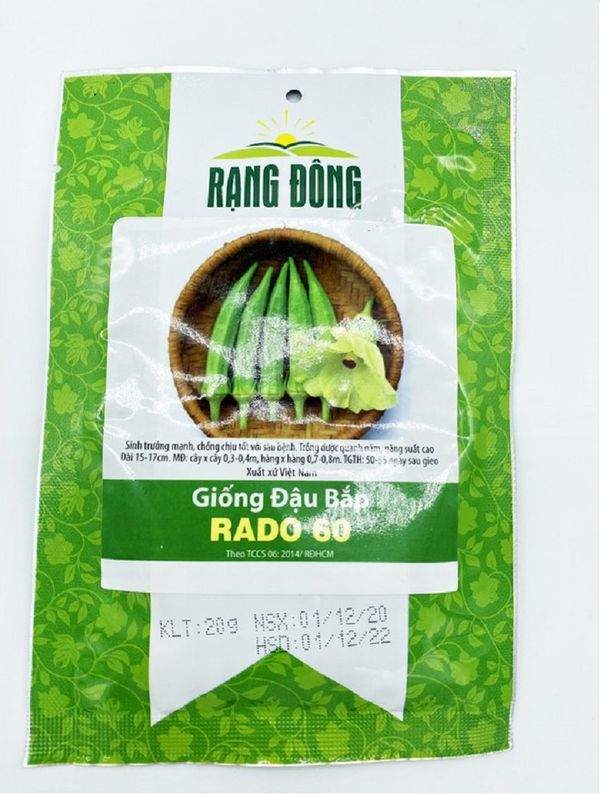 RẠNG ĐÔNG
Sinh trưởng mạnh, chống chịu tốt với sâu bệnh. Trồng được quanh năm, năng suất cao
Dài 15-17cm. MĐ: cây x cây 0,3-0,4m, hàng x hàng 0,7-0,8m. TGTH: 50-55 ngày sau gieo
Xuất xứ Việt Nam
Giống Đậu Bắp
RADO 60
Theo TCCS 06: 2014/ RĐHCM
KLT:20g NSX:01/12/20
HSD:01/12/22